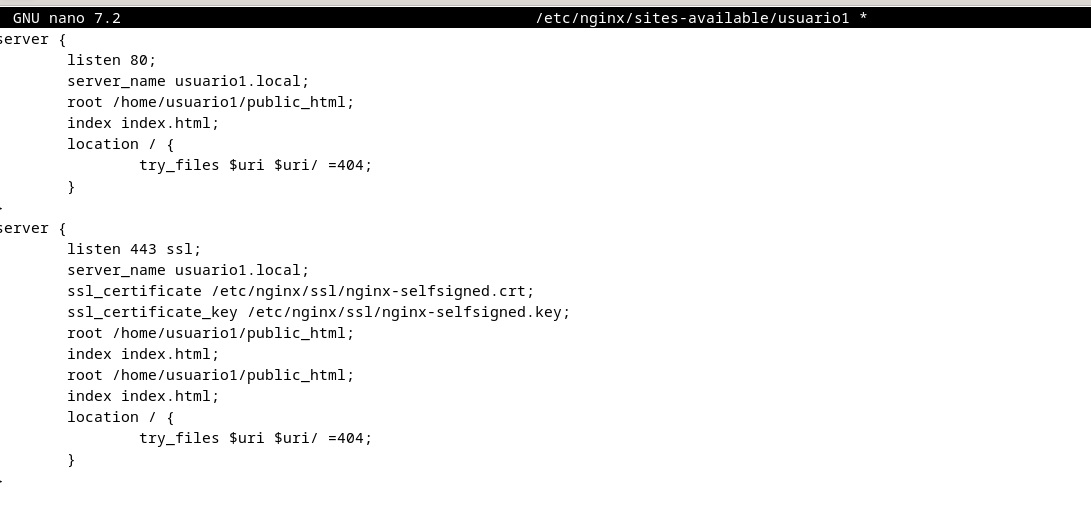 GNU nano 7.2 /etc/nginx/sites-available/usuario1 *
server {
listen 80;
server_name usuario1.local;
root /home/usuario1/public_html;
index index.html;
location / {
try_files $uri $uri/ =404;
}
}
server {
listen 443 ssl;
server_name usuario1.local;
ssl_certificate /etc/nginx/ssl/nginx-selfsigned.crt;
ssl_certificate_key /etc/nginx/ssl/nginx-selfsigned.key;
root /home/usuario1/public_html;
index index.html;
root /home/usuario1/public_html;
index index.html;
location / {
try_files $uri $uri/ =404;
}
}